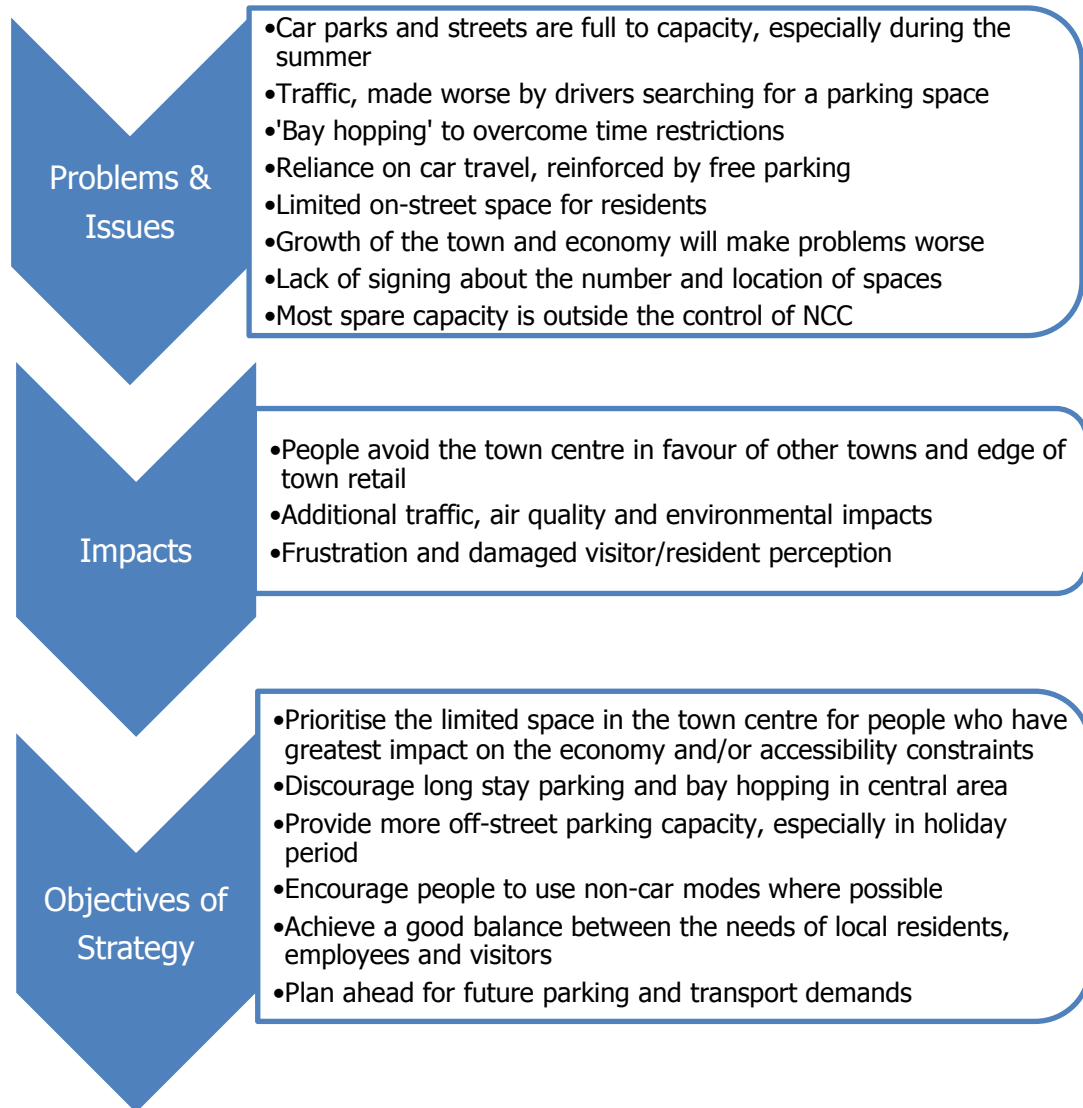 Problems &
Issues
•Car parks and streets are full to capacity, especially during the
summer
•Traffic, made worse by drivers searching for a parking space
•'Bay hopping' to overcome time restrictions
•Reliance on car travel, reinforced by free parking
•Limited on-street space for residents
•Growth of the town and economy will make problems worse
•Lack of signing about the number and location of spaces
•Most spare capacity is outside the control of NCC
Impacts
•People avoid the town centre in favour of other towns and edge of
town retail
•Additional traffic, air quality and environmental impacts
•Frustration and damaged visitor/resident perception
Objectives of
Strategy
•Prioritise the limited space in the town centre for people who have
greatest impact on the economy and/or accessibility constraints
•Discourage long stay parking and bay hopping in central area
•Provide more off-street parking capacity, especially in holiday
period
•Encourage people to use non-car modes where possible
•Achieve a good balance between the needs of local residents,
employees and visitors
•Plan ahead for future parking and transport demands